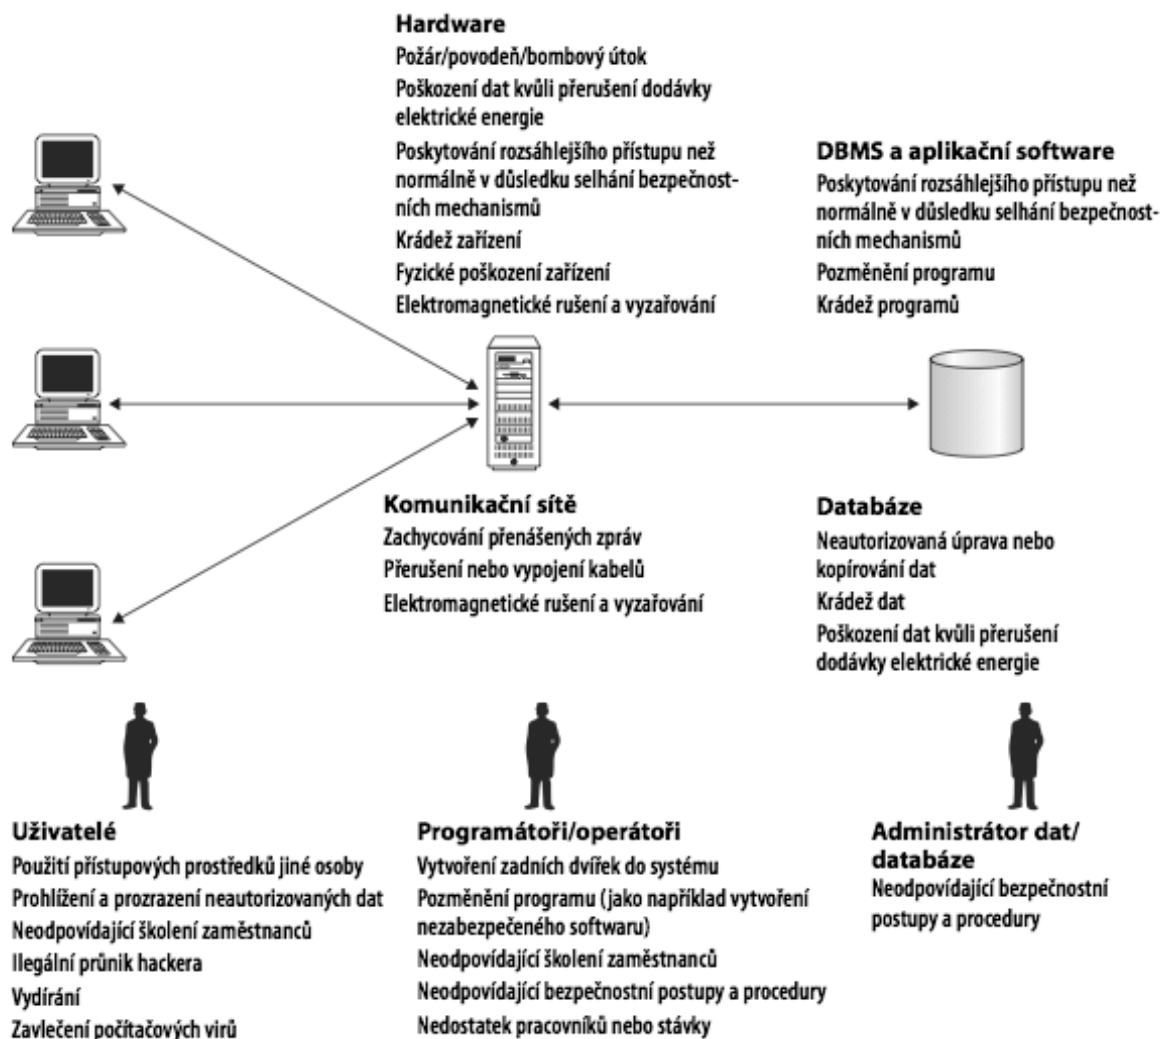 Hardware
Požár/povodeň/bombový útok
Poškození dat kvůli přerušení dodávky
elektrické energie
Poskytování rozsáhlejšího přístupu než
normálně v důsledku selhání bezpečnost-
ních mechanismů
Krádež zařízení
Fyzické poškození zařízení
Elektromagnetické rušení a vyzařování
DBMS a aplikační software
Poskytování rozsáhlejšího přístupu než
normálně v důsledku selhání bezpečnost-
ních mechanismů
Pozměnění programu
Krádež programů
Komunikační sítě
Zachycování přenášených zpráv
Přerušení nebo vypojení kabelů
Elektromagnetické rušení a vyzařování
Databáze
Neautorizovaná úprava nebo
kopírování dat
Krádež dat
Poškození dat kvůli přerušení
dodávky elektrické energie
Uživatelé
Použití přístupových prostředků jiné osoby
Prohlížení a prozrazení neautorizovaných dat
Neodpovídající školení zaměstnanců
Ilegální průnik hackera
Vydírání
Zavlečení počítačových virů
Programátoři/operátoři
Vytvoření zadních dvířek do systému
Pozměnění programu (jako například vytvoření
nezabezpečeného softwaru)
Neodpovídající školení zaměstnanců
Neodpovídající bezpečnostní postupy a procedury
Nedostatek pracovníků nebo stávky
Administrátor dat/
databáze
Neodpovídající bezpečnostní
postupy a procedury